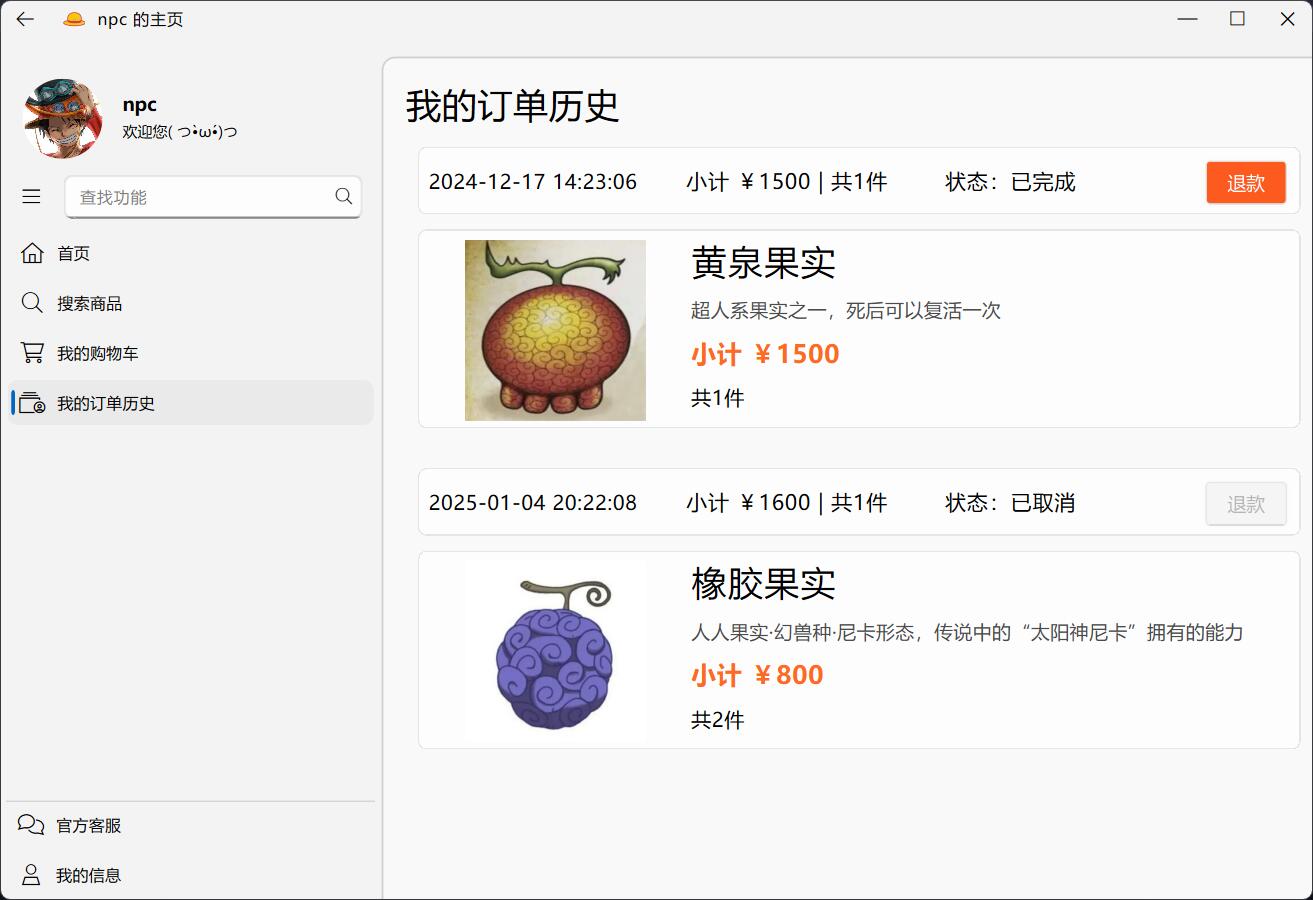 npc 的主页
npc
欢迎您( つ•̀ω•́)つ
查找功能
首页
搜索商品
我的购物车
我的订单历史
官方客服
我的信息
我的订单历史
2024-12-17 14:23:06 小计 ￥1500 | 共1件 状态：已完成 退款
黄泉果实
超人系果实之一，死后可以复活一次
小计 ￥1500
共1件
2025-01-04 20:22:08 小计 ￥1600 | 共1件 状态：已取消 退款
橡胶果实
人人果实·幻兽种·尼卡形态，传说中的“太阳神尼卡”拥有的能力
小计 ￥800
共2件